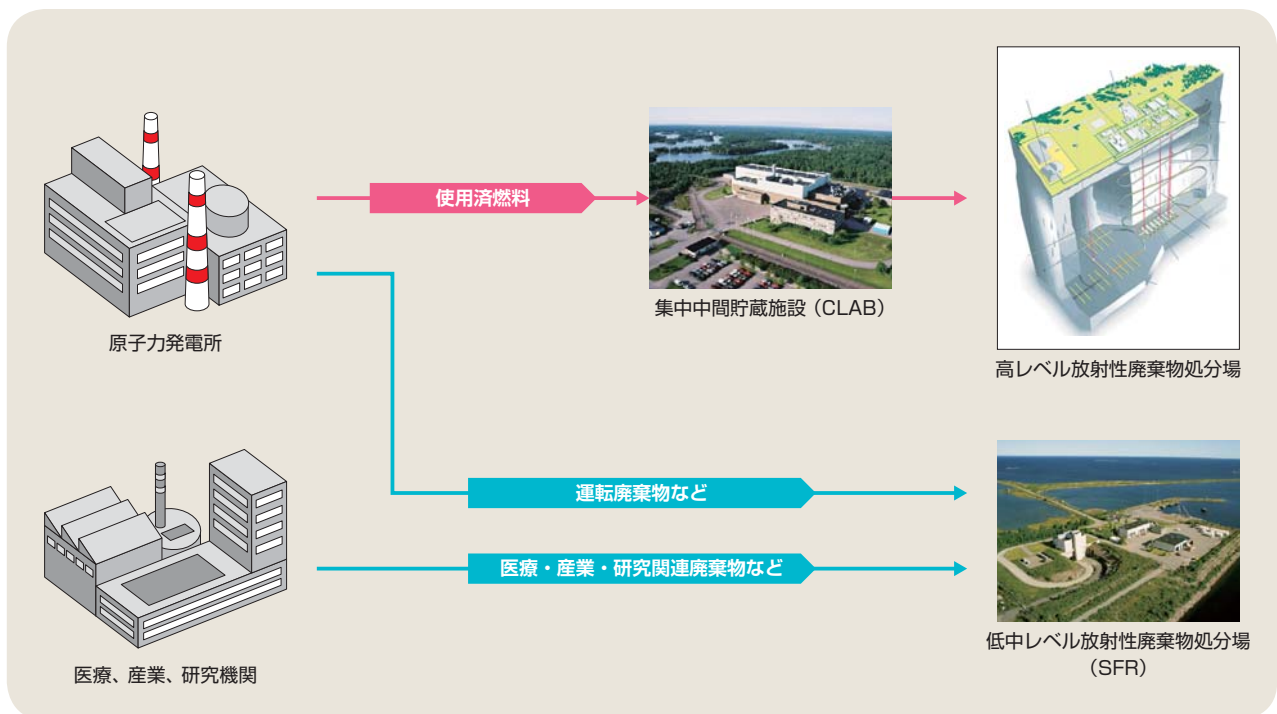 使用済燃料
集中中間貯蔵施設（CLAB）
高レベル放射性廃棄物処分場
原子力発電所
運転廃棄物など
医療・産業・研究関連廃棄物など
低中レベル放射性廃棄物処分場
（SFR）
医療、産業、研究機関